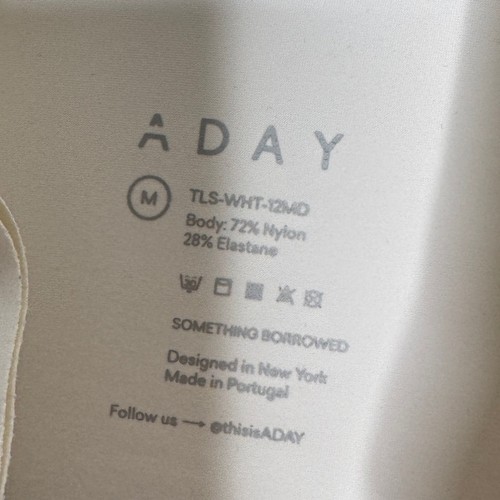 ADAY
M
TLS-WHT-12MD
Body: 72% Nylon
28% Elastane
SOMETHING BORROWED
Designed in New York
Made in Portugal
Follow us → @thisisADAY